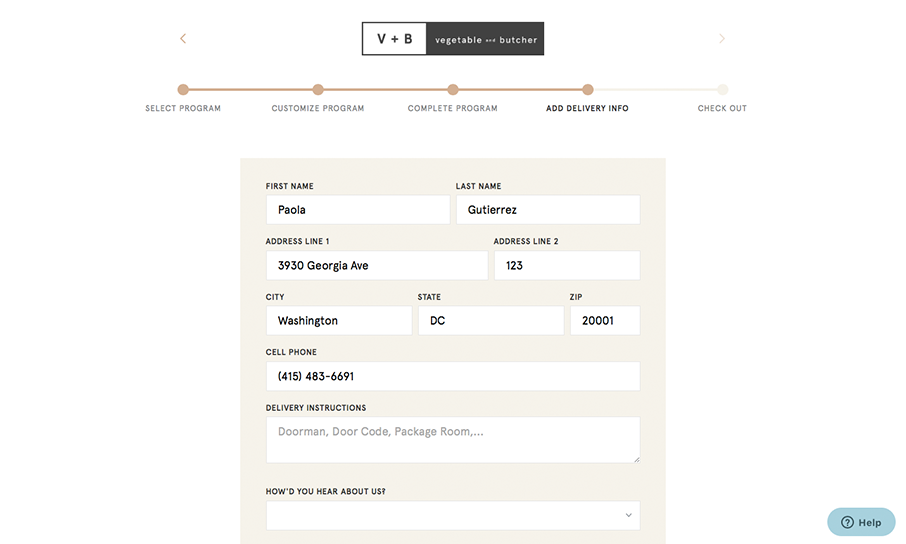 V + B vegetable and butcher
SELECT PROGRAM CUSTOMIZE PROGRAM COMPLETE PROGRAM ADD DELIVERY INFO CHECK OUT
FIRST NAME LAST NAME
Paola Gutierrez
ADDRESS LINE 1 ADDRESS LINE 2
3930 Georgia Ave 123
CITY STATE ZIP
Washington DC 20001
CELL PHONE
(415) 483-6691
DELIVERY INSTRUCTIONS
Doorman, Door Code, Package Room,...
HOW'D YOU HEAR ABOUT US?
Help